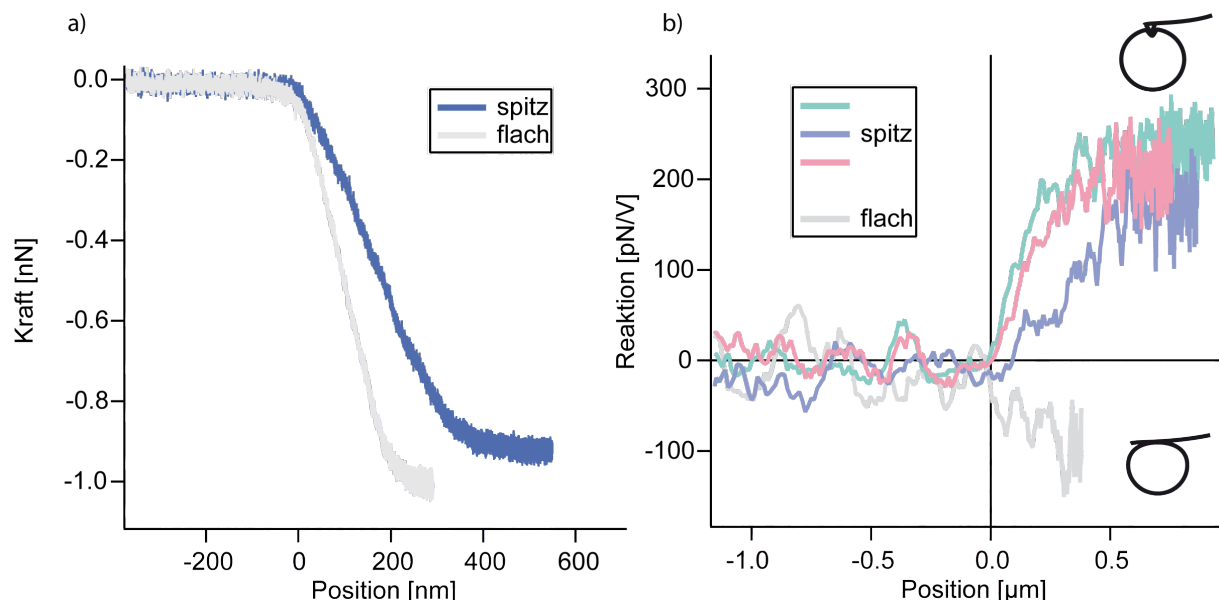 a)
0.0
-0.2
-0.4
-0.6
-0.8
-1.0
Kraft [nN]
spitz
flach
-200
0
200
400
600
Position [nm]
b)
300
200
100
0
-100
Reaktion [pN/V]
spitz
flach
-1.0
-0.5
0.0
0.5
Position [µm]